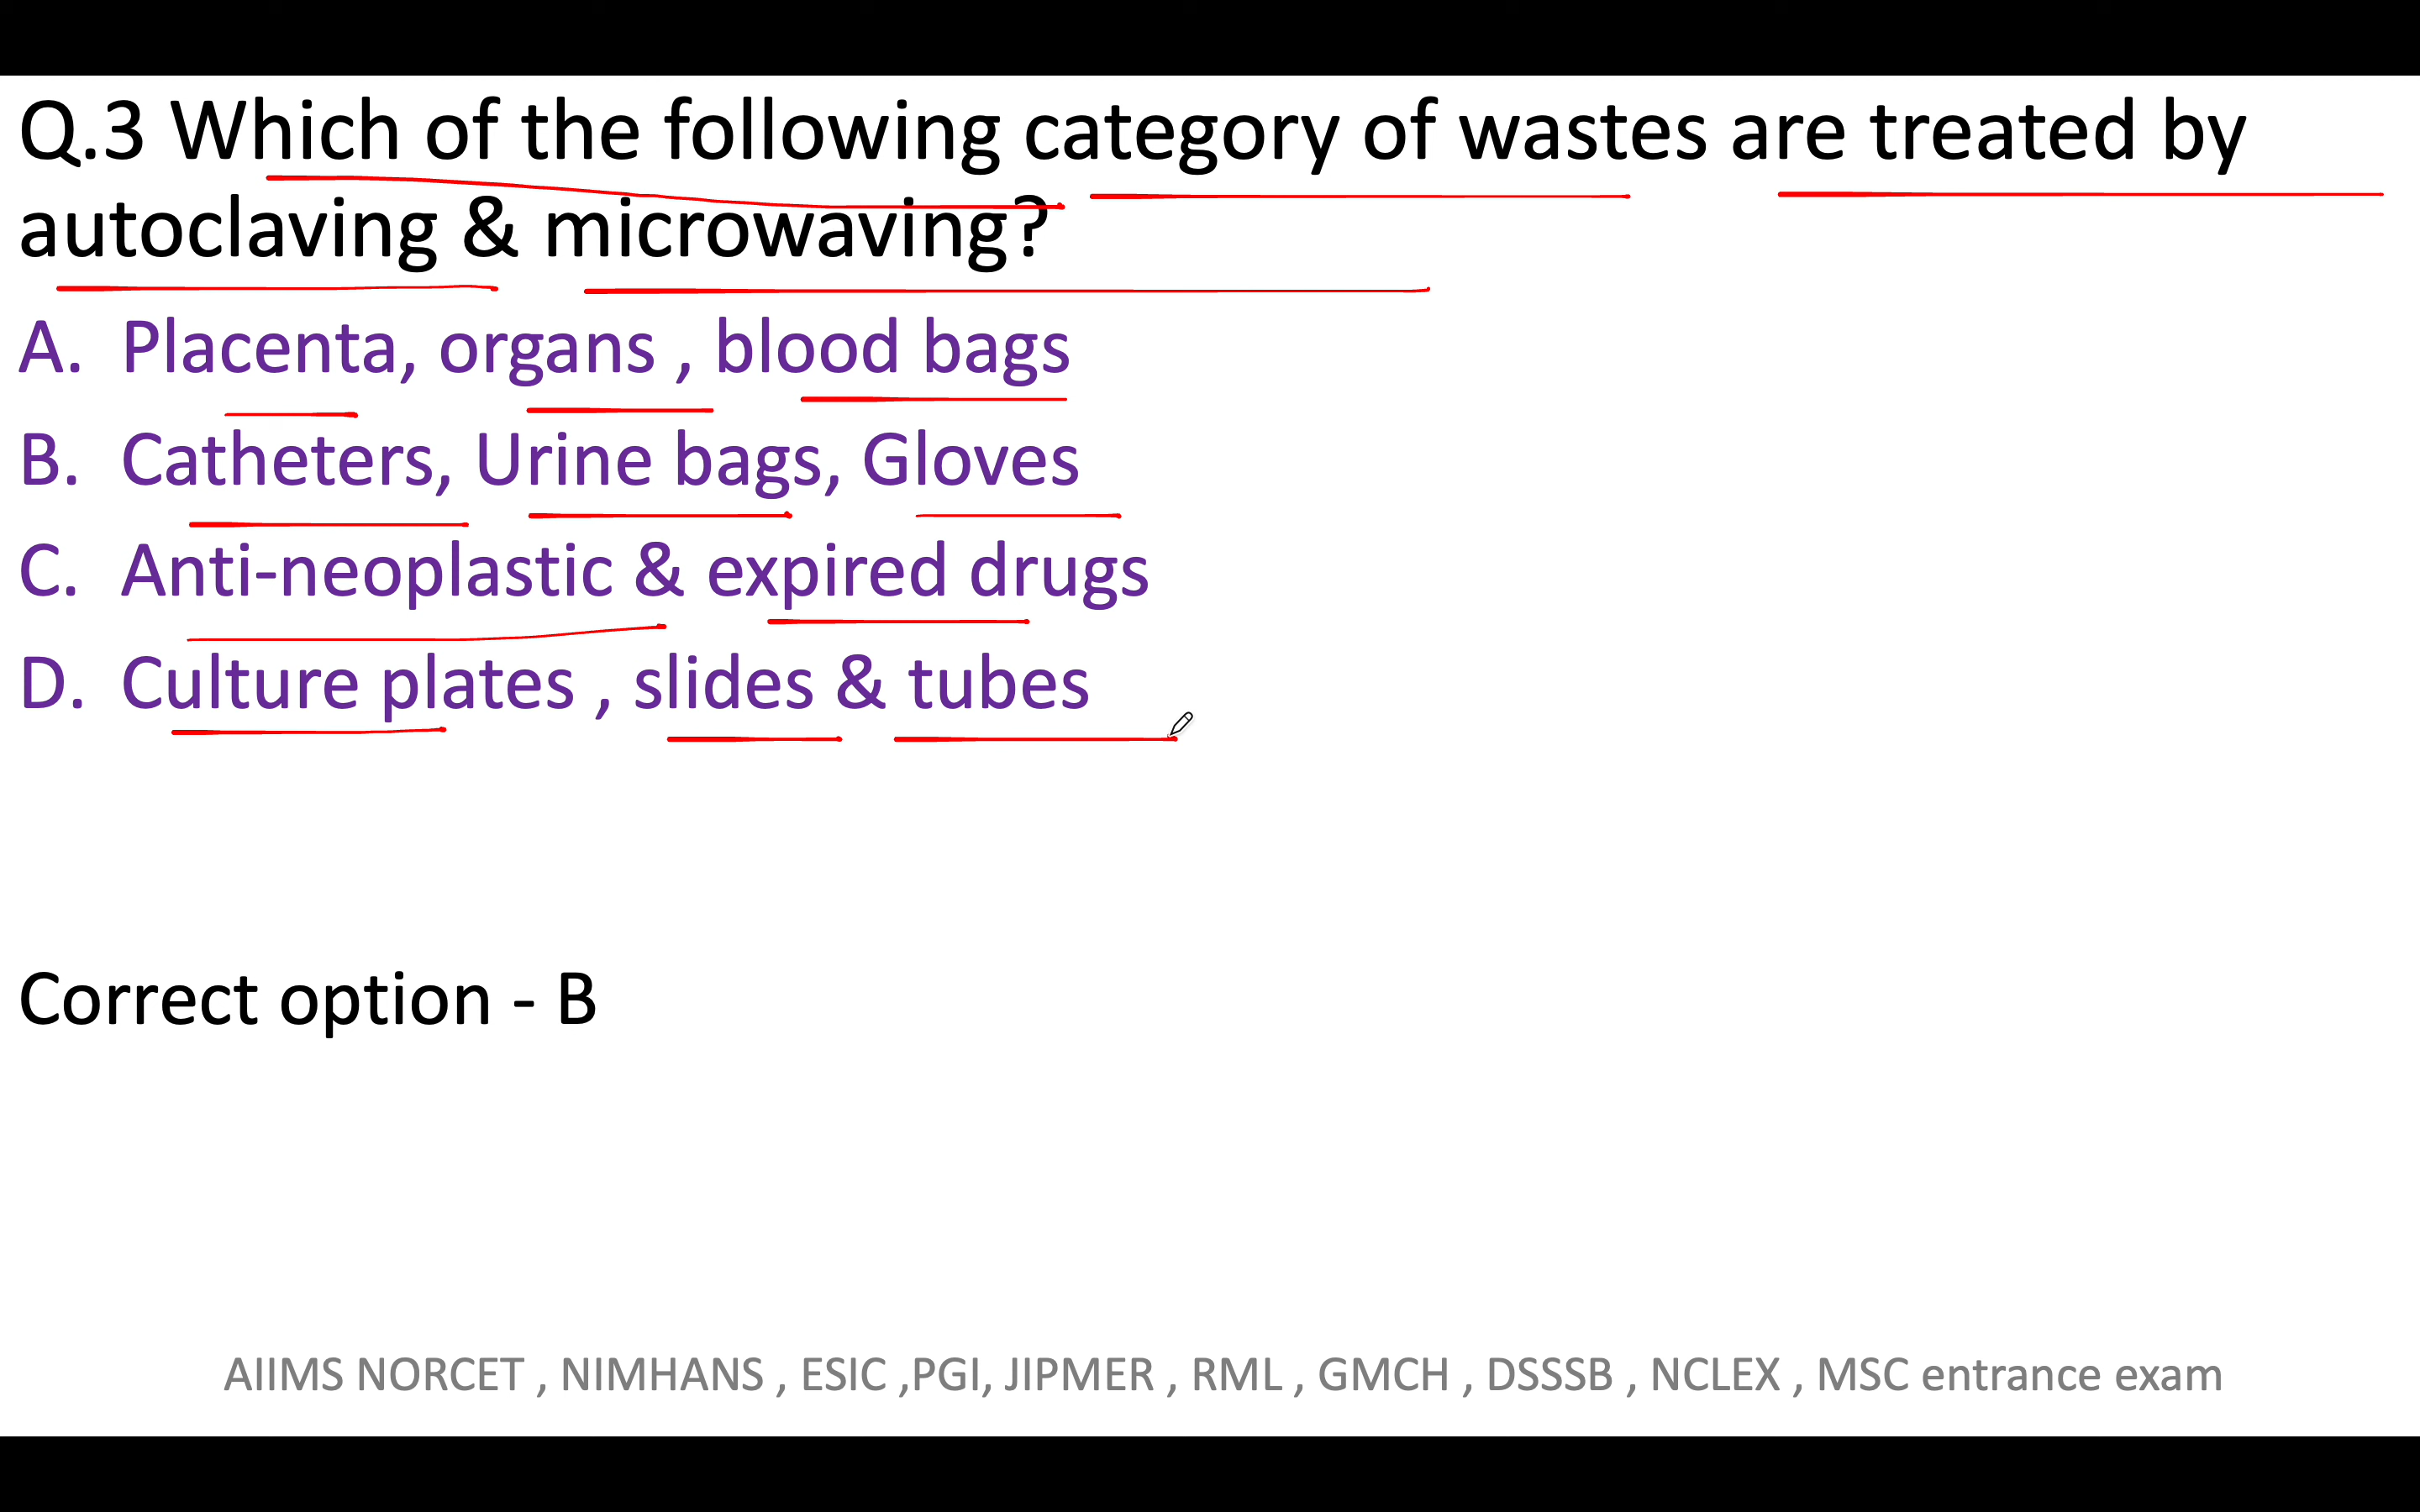 Q.3 Which of the following category of wastes are treated by
autoclaving & microwaving?
A. Placenta, organs , blood bags
B. Catheters, Urine bags, Gloves
C. Anti-neoplastic & expired drugs
D. Culture plates , slides & tubes
Correct option - B
AIIMS NORCET , NIMHANS , ESIC ,PGI, JIPMER , RML , GMCH , DSSSB , NCLEX , MSC entrance exam